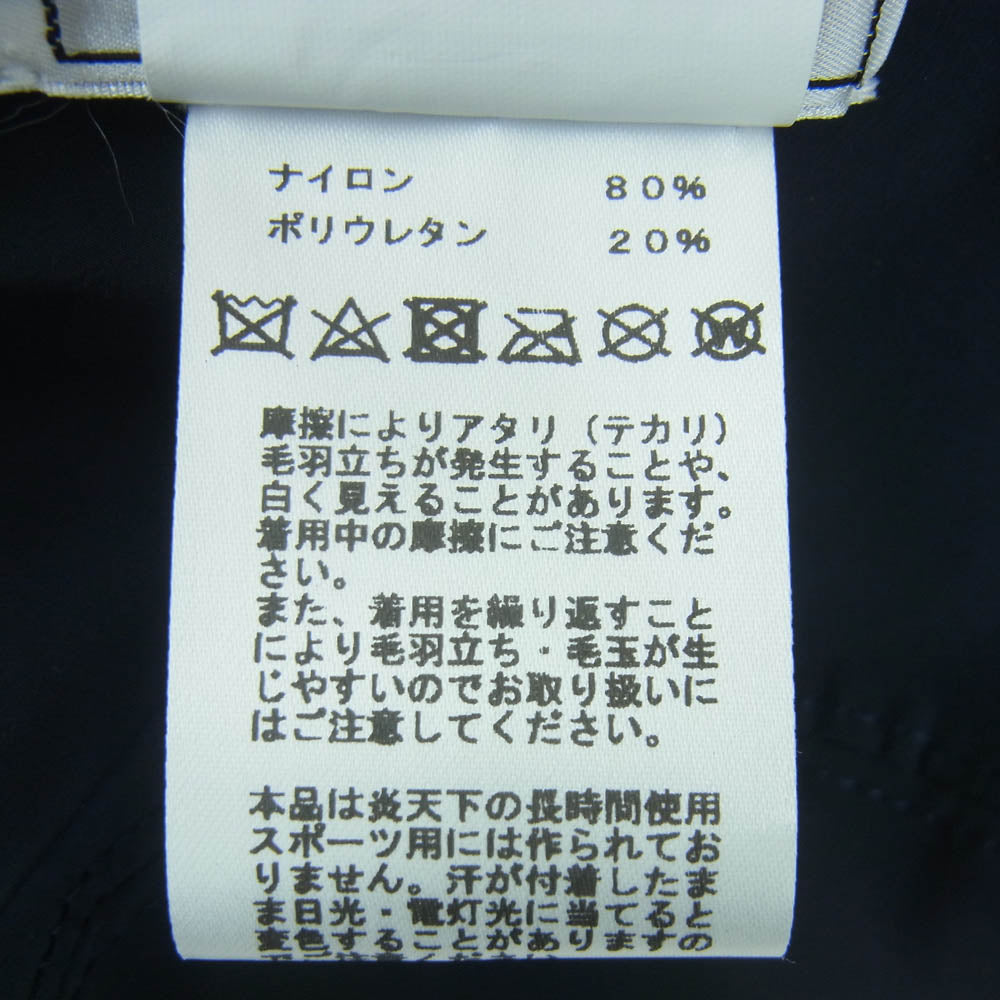 ナイロン 80%
ポリウレタン 20%
W
摩擦によりアタリ（テカリ）
毛羽立ちが発生することや、
白く見えることがあります。
着用中の摩擦にご注意くだ
さい。
また、着用を繰り返すこと
により毛羽立ち・毛玉が生
じやすいのでお取り扱いに
はご注意してください。
本品は炎天下の長時間使用
スポーツ用には作られてお
りません。汗が付着したま
ま日光・電灯光に当てると
変色することがありますの